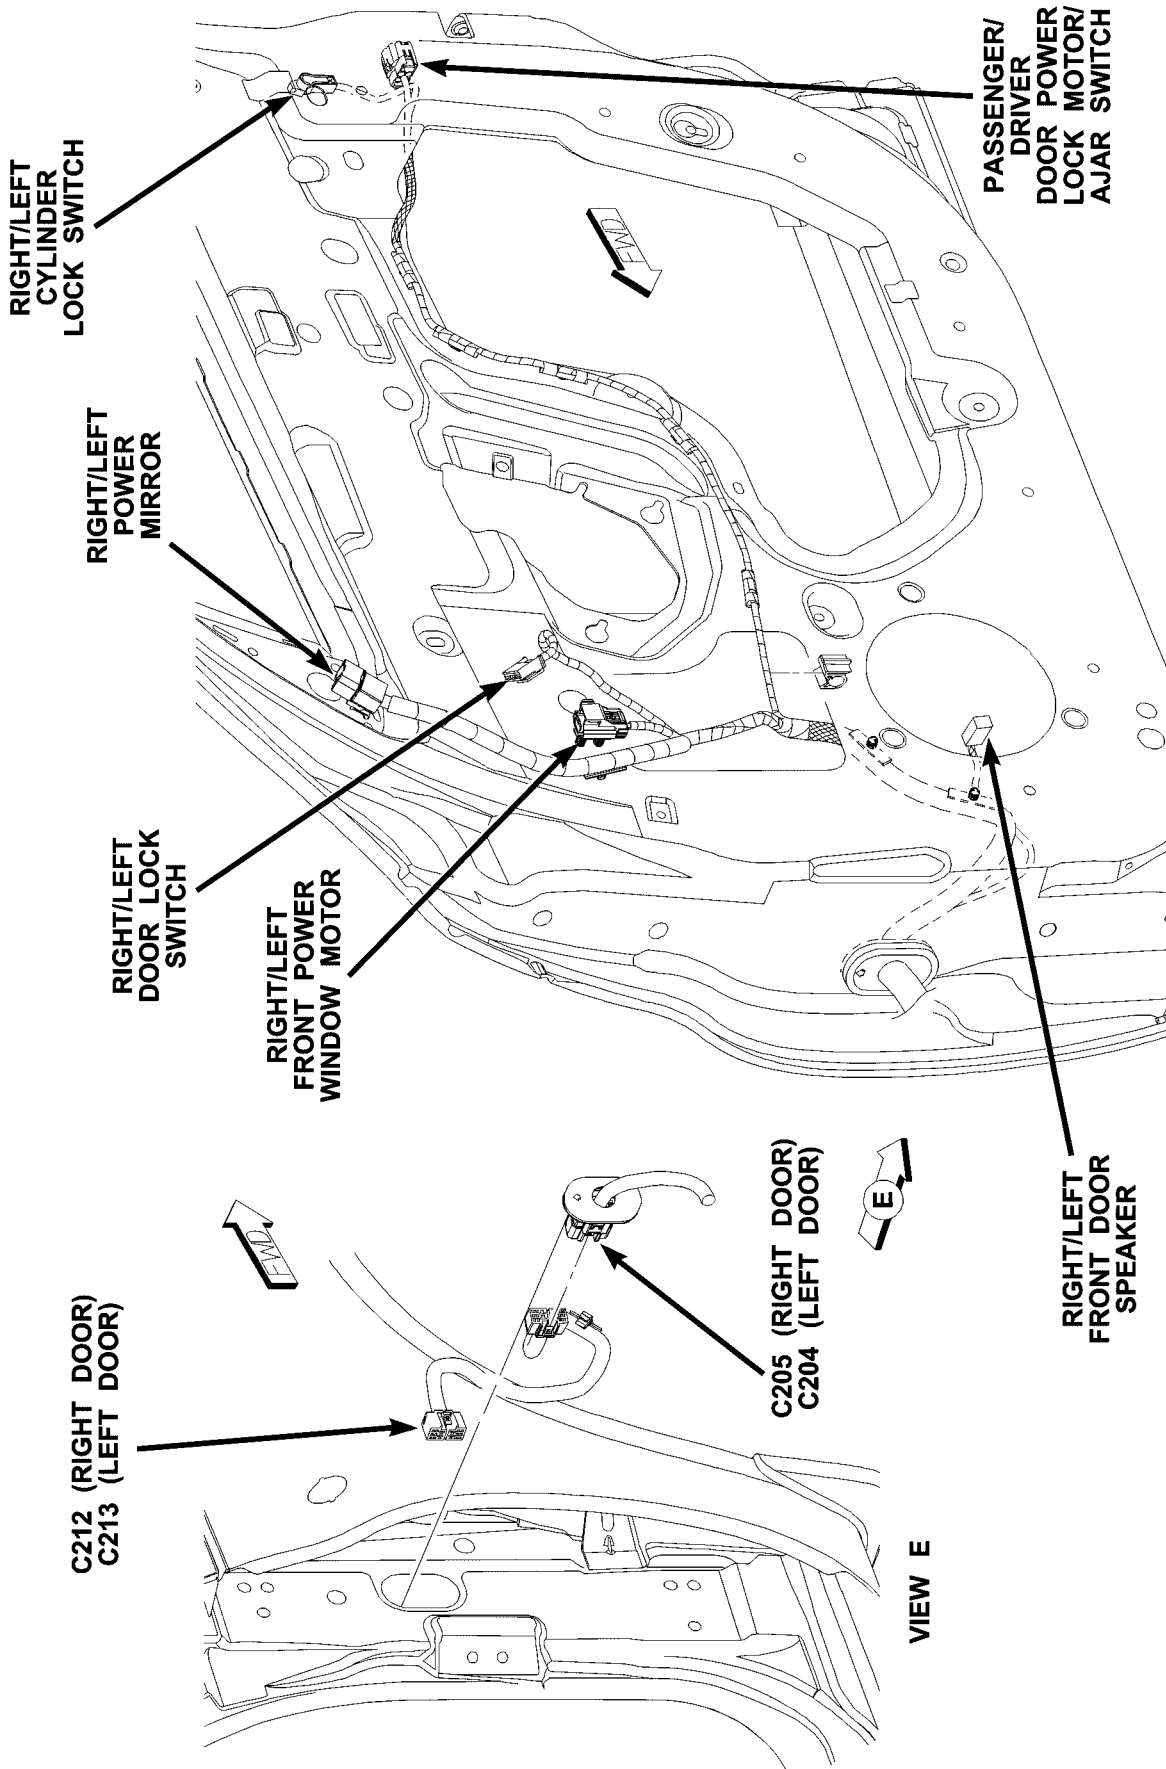 RIGHT/LEFT
CYLINDER
LOCK SWITCH
RIGHT/LEFT
POWER
MIRROR
RIGHT/LEFT
DOOR LOCK
SWITCH
RIGHT/LEFT
FRONT POWER
WINDOW MOTOR
C212 (RIGHT DOOR)
C213 (LEFT DOOR)
FWD
FWD
PASSENGER/
DRIVER
DOOR POWER
LOCK MOTOR/
AJAR SWITCH
C205 (RIGHT DOOR)
C204 (LEFT DOOR)
E
RIGHT/LEFT
FRONT DOOR
SPEAKER
VIEW E